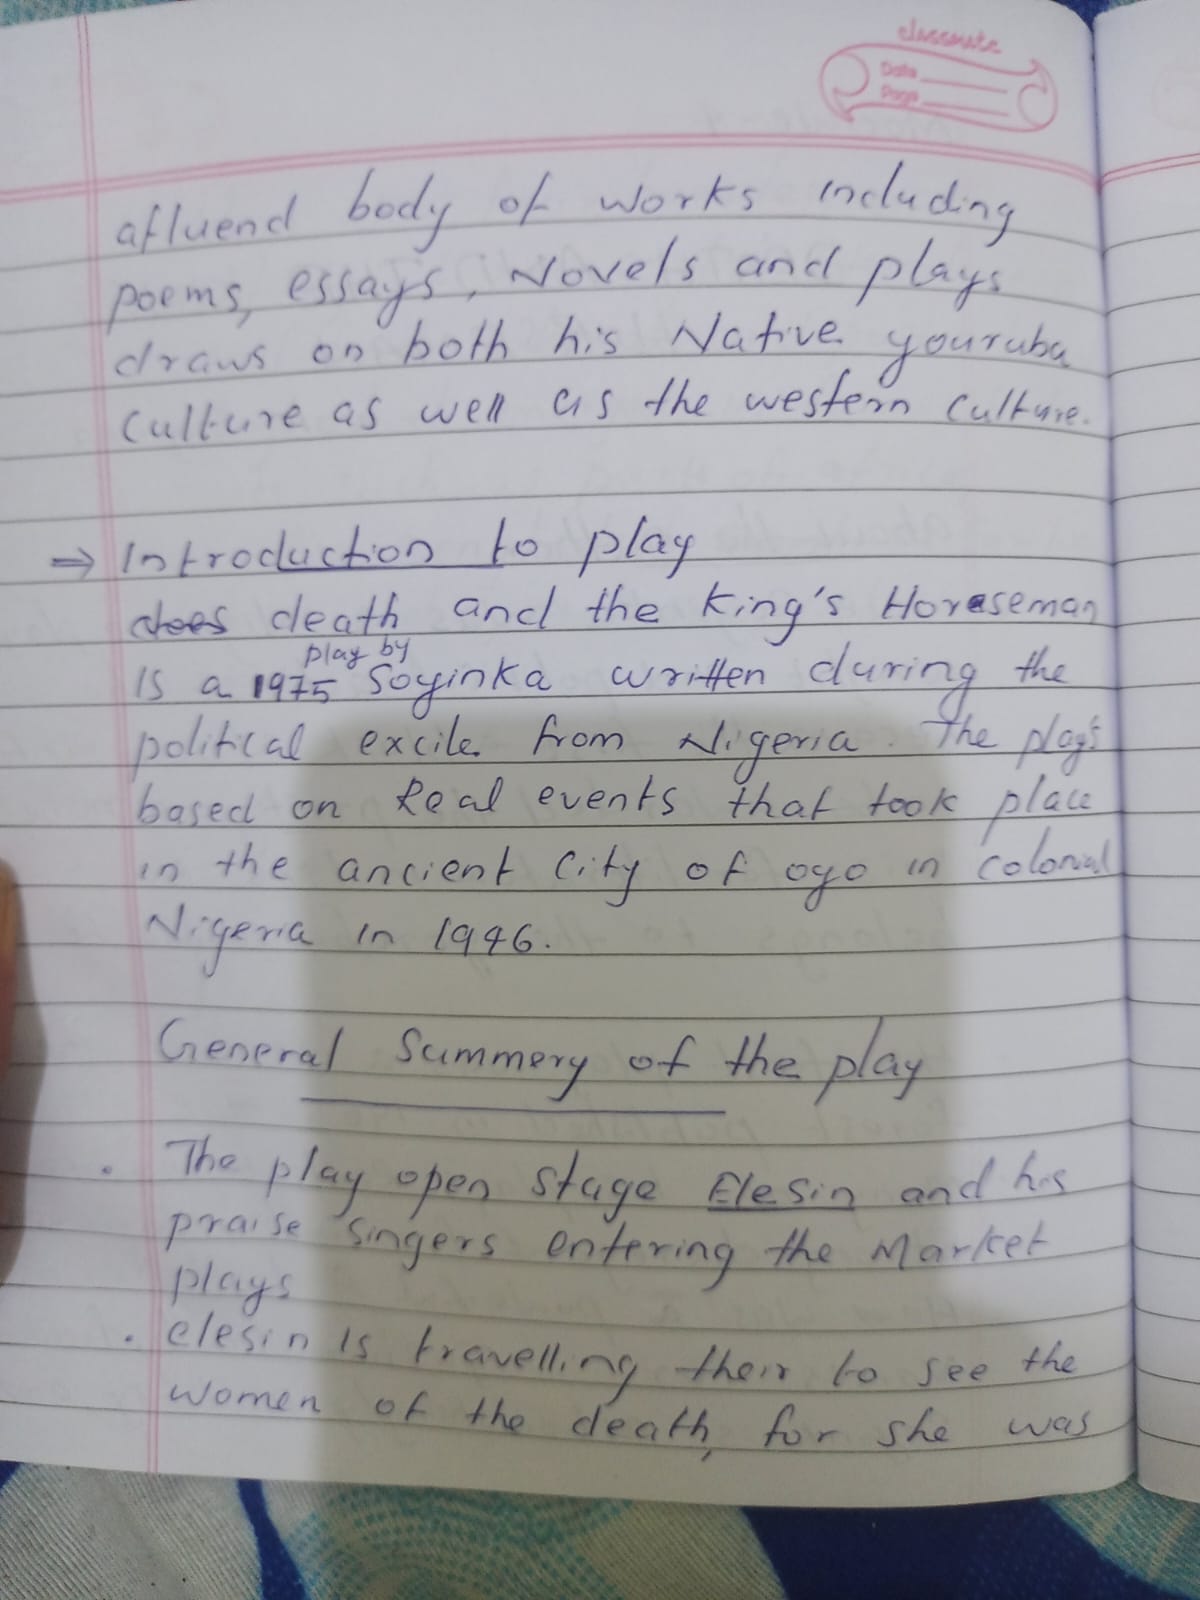 classmate
Date
Page
afluend body of works including
poems, essays, Novels and plays
draws on both his Native youruba
culture as well as the western culture.
⇒ Introduction to play
does death and the King's Horeseman
play by
is a 1975 Soyinka written during the
political excile from Nigeria. The play's
based on Real events that took place
in the ancient city of oyo in colonial
Nigeria in 1946.
General Summery of the play
. The play open stage Elesin and his
praise singers entering the Market
plays
. elesin is travelling their to see the
women of the death, for she was